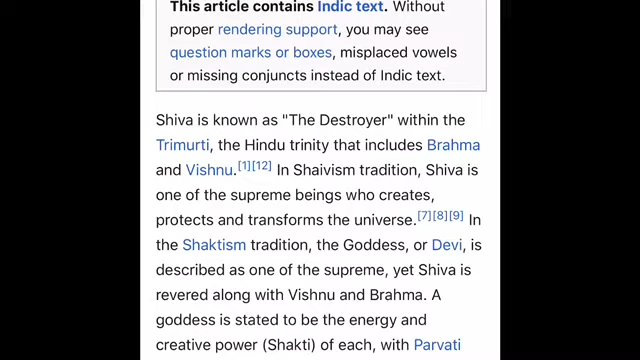 This article contains Indic text. Without
proper rendering support, you may see
question marks or boxes, misplaced vowels
or missing conjuncts instead of Indic text.
Shiva is known as "The Destroyer" within the
Trimurti, the Hindu trinity that includes Brahma
and Vishnu.[1][12] In Shaivism tradition, Shiva is
one of the supreme beings who creates,
protects and transforms the universe.[7][8][9] In
the Shaktism tradition, the Goddess, or Devi, is
described as one of the supreme, yet Shiva is
revered along with Vishnu and Brahma. A
goddess is stated to be the energy and
creative power (Shakti) of each, with Parvati